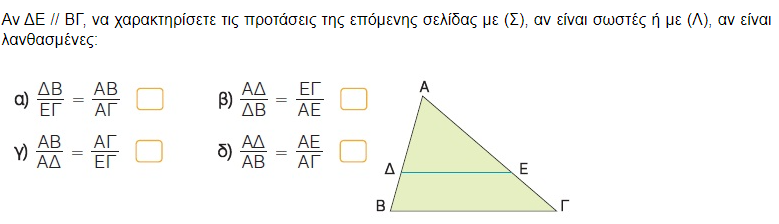 Αν ΔΕ // ΒΓ, να χαρακτηρίσετε τις προτάσεις της επόμενης σελίδας με (Σ), αν είναι σωστές ή με (Λ), αν είναι
λανθασμένες:
α) ΔΒ/ΕΓ = ΑΒ/ΑΓ
β) ΑΔ/ΔΒ = ΕΓ/ΑΕ
γ) ΑΒ/ΑΔ = ΑΓ/ΕΓ
δ) ΑΔ/ΑΒ = ΑΕ/ΑΓ
Α
Δ
Ε
Β
Γ